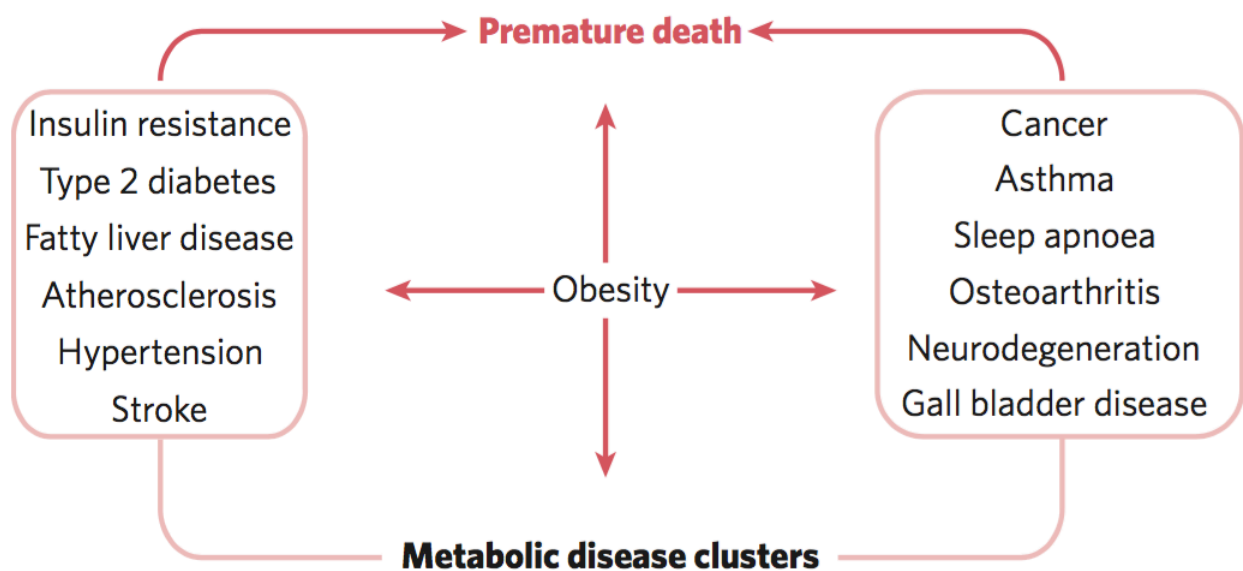 Premature death
Insulin resistance
Type 2 diabetes
Fatty liver disease
Atherosclerosis
Hypertension
Stroke
Obesity
Cancer
Asthma
Sleep apnoea
Osteoarthritis
Neurodegeneration
Gall bladder disease
Metabolic disease clusters